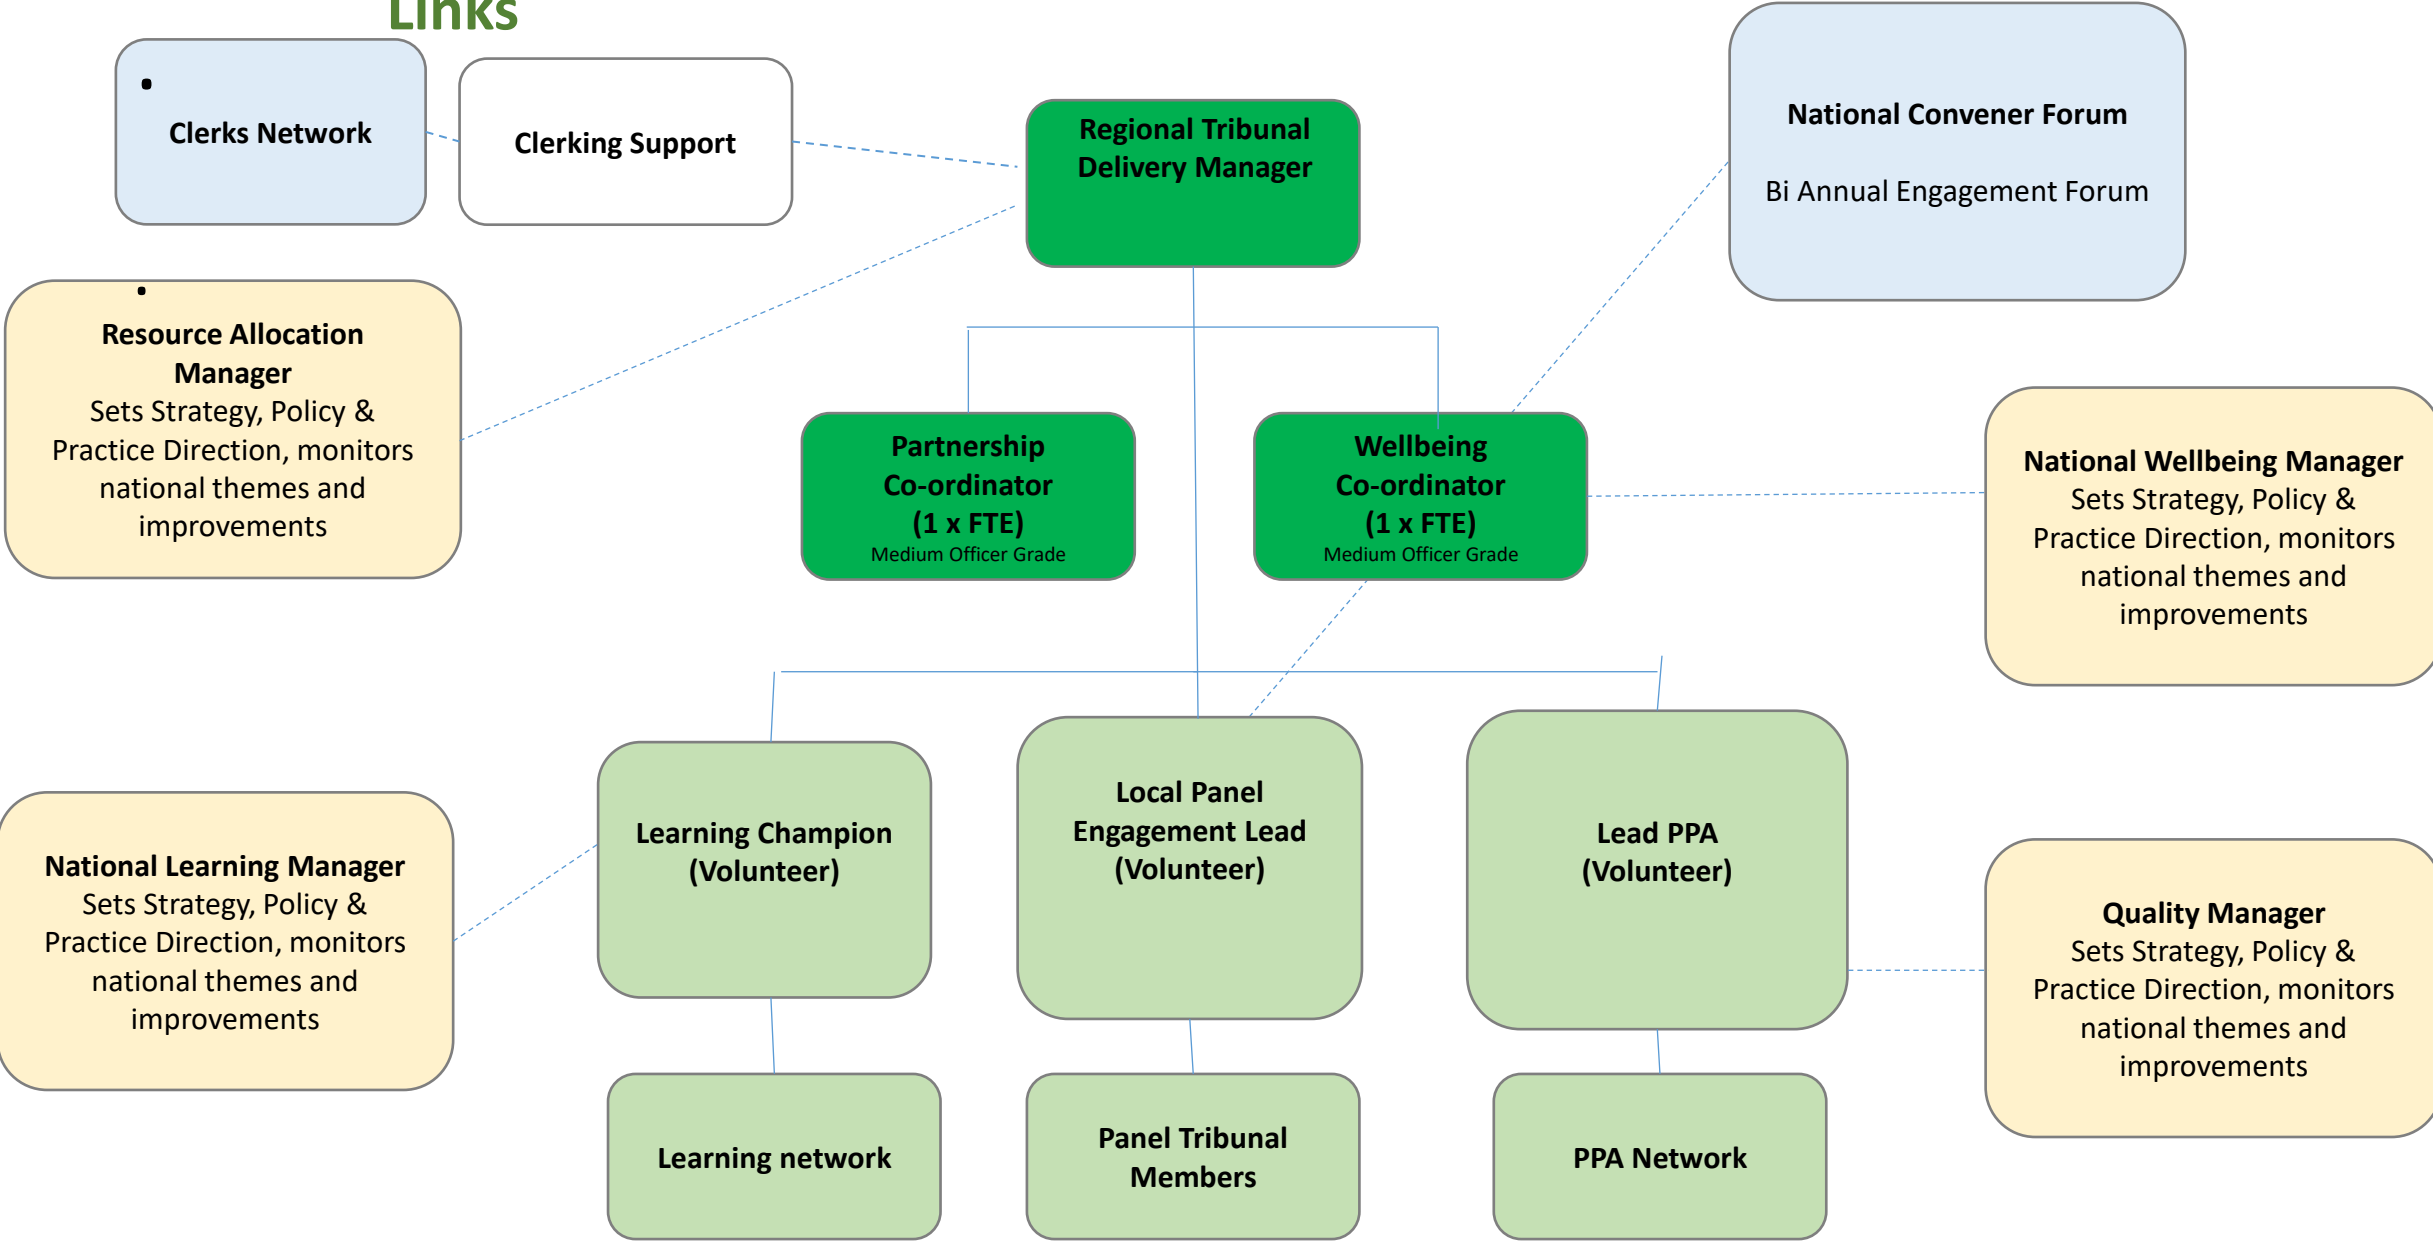 Links
Clerks Network
Clerking Support
Regional Tribunal
Delivery Manager
National Convener Forum
Bi Annual Engagement Forum
Resource Allocation
Manager
Sets Strategy, Policy &
Practice Direction, monitors
national themes and
improvements
Partnership
Co-ordinator
(1 x FTE)
Medium Officer Grade
Wellbeing
Co-ordinator
(1 x FTE)
Medium Officer Grade
National Wellbeing Manager
Sets Strategy, Policy &
Practice Direction, monitors
national themes and
improvements
National Learning Manager
Sets Strategy, Policy &
Practice Direction, monitors
national themes and
improvements
Learning Champion
(Volunteer)
Local Panel
Engagement Lead
(Volunteer)
Lead PPA
(Volunteer)
Quality Manager
Sets Strategy, Policy &
Practice Direction, monitors
national themes and
improvements
Learning network
Panel Tribunal
Members
PPA Network